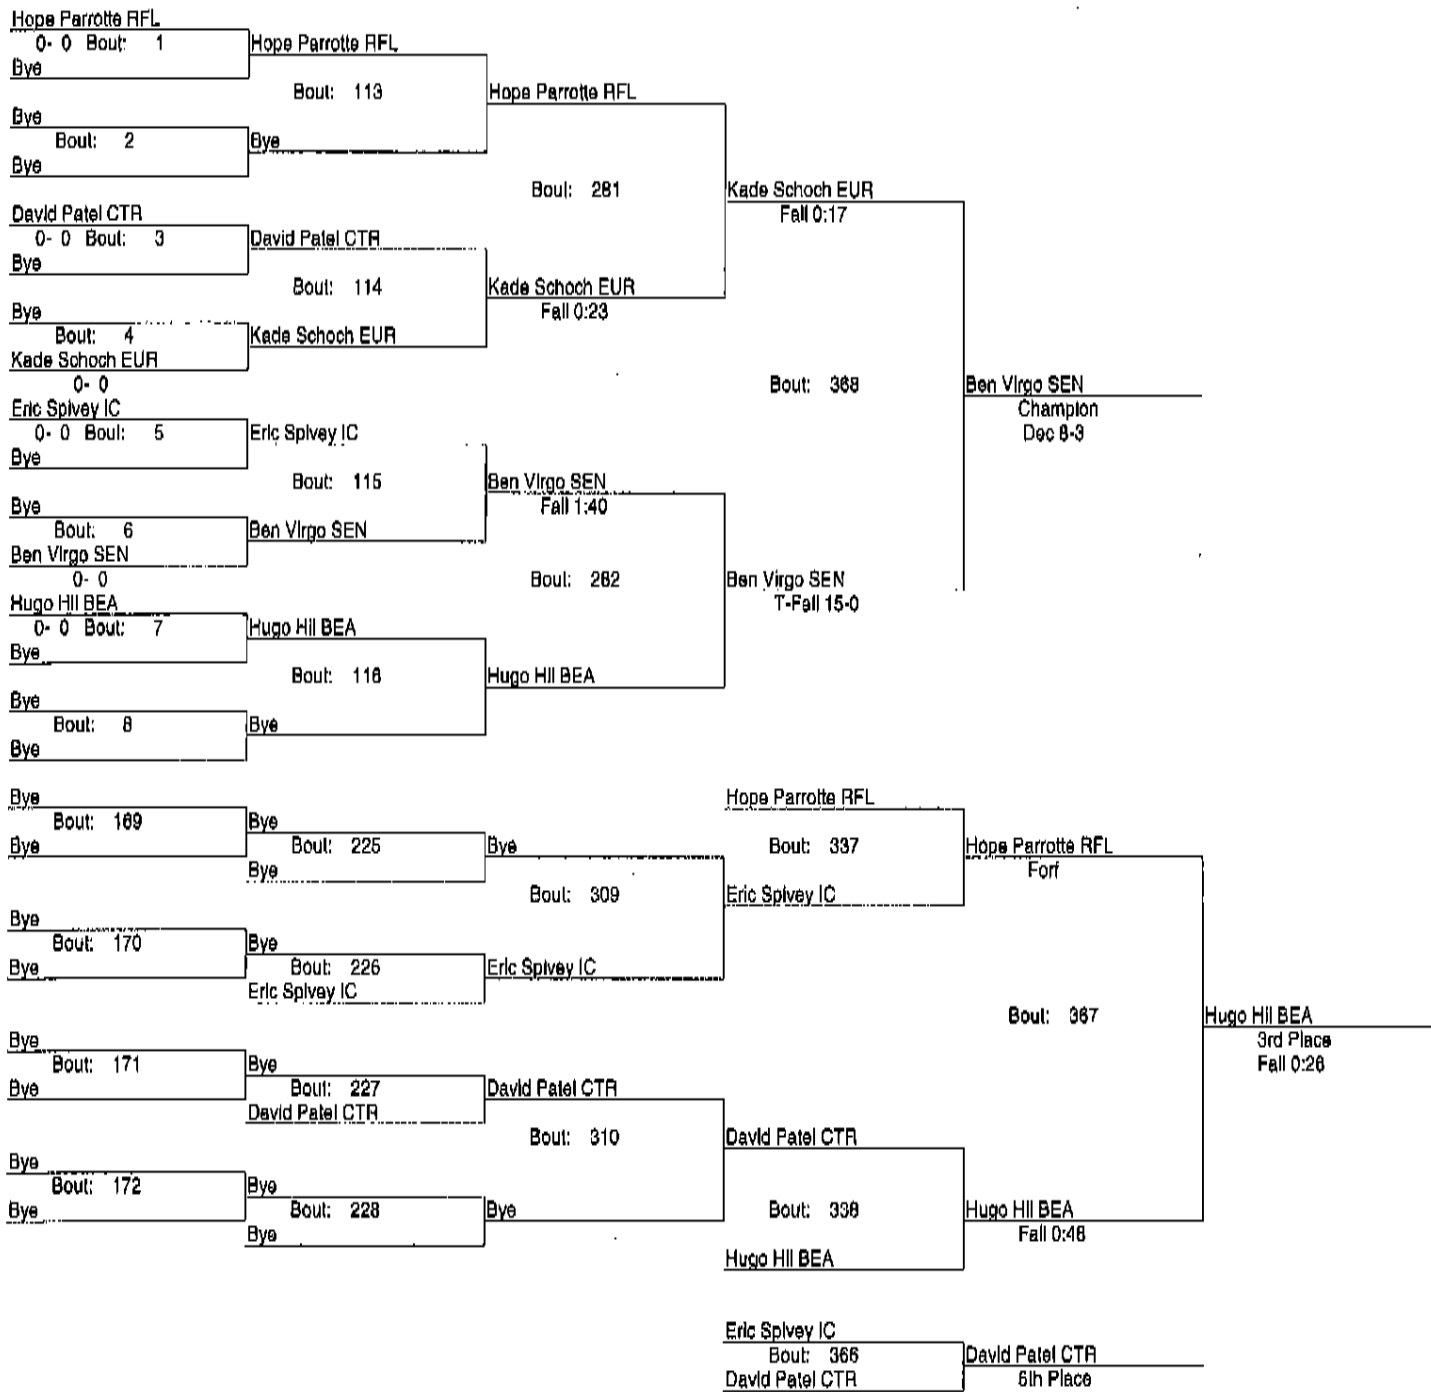 Hope Parrotte RFL
0- 0 Bout: 1
Bye
Hope Parrotte RFL
Bout: 113
Bye
Bout: 2
Bye
Bye
Hope Parrotte RFL
Bout: 281
David Patel CTR
0- 0 Bout: 3
Bye
David Patel CTR
Bout: 114
Bye
Bout: 4
Kade Schoch EUR
0- 0
Kade Schoch EUR
Kade Schoch EUR
Fall 0:23
Kade Schoch EUR
Fall 0:17
Bout: 368
Eric Spivey IC
0- 0 Bout: 5
Bye
Eric Spivey IC
Bout: 115
Bye
Bout: 6
Ben Virgo SEN
0- 0
Ben Virgo SEN
Ben Virgo SEN
Fall 1:40
Bout: 282
Hugo Hil BEA
0- 0 Bout: 7
Bye
Hugo Hil BEA
Bout: 116
Bye
Bout: 8
Bye
Bye
Hugo Hil BEA
Ben Virgo SEN
T-Fall 15-0
Ben Virgo SEN
Champion
Dec 8-3
Bye
Bout: 169
Bye
Bye
Bout: 225
Bye
Bye
Bout: 309
Bye
Bout: 170
Bye
Bye
Bout: 226
Eric Spivey IC
Eric Spivey IC
Hope Parrotte RFL
Bout: 337
Eric Spivey IC
Hope Parrotte RFL
Forf
Bout: 367
Bye
Bout: 171
Bye
Bye
Bout: 227
David Patel CTR
David Patel CTR
Bout: 310
Bye
Bout: 172
Bye
Bye
Bout: 228
Bye
Bye
David Patel CTR
Bout: 338
Hugo Hil BEA
Hugo Hil BEA
Fall 0:48
Hugo Hil BEA
3rd Place
Fall 0:26
Eric Spivey IC
Bout: 366
David Patel CTR
David Patel CTR
5th Place